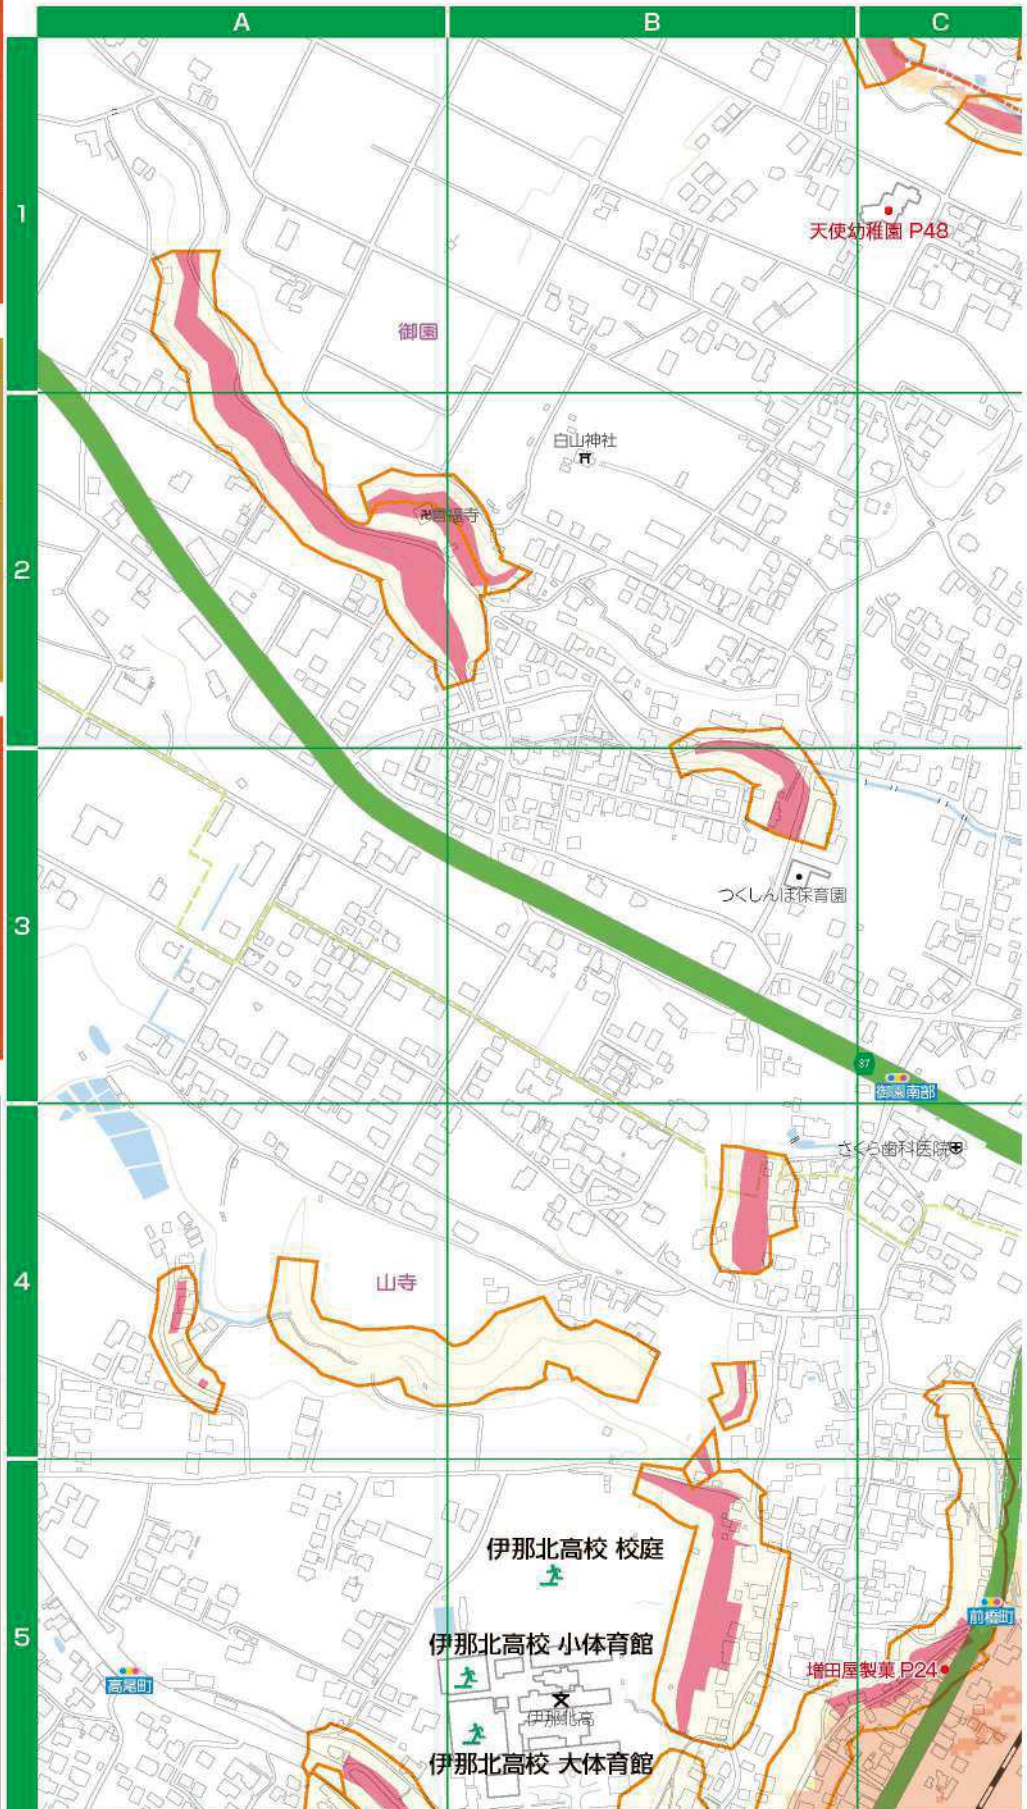 A B C
1
天使幼稚園 P48
御園
白山神社
2
3
つくしんぼ保育園
87
御園南部
さくら歯科医院
4
山寺
伊那北高校 校庭
5
前橋町
伊那北高校 小体育館
増田屋製菓 P24
高尾町
伊那北高
伊那北高校 大体育館